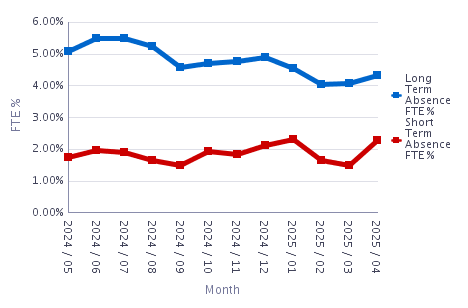 6.00%
5.00%
4.00%
3.00%
2.00%
1.00%
0.00%
FTE %
2024 / 05
2024 / 06
2024 / 07
2024 / 08
2024 / 09
2024 / 10
2024 / 11
2024 / 12
2025 / 01
2025 / 02
2025 / 03
2025 / 04
Month
Long
Term
Absence
FTE %
Short
Term
Absence
FTE %